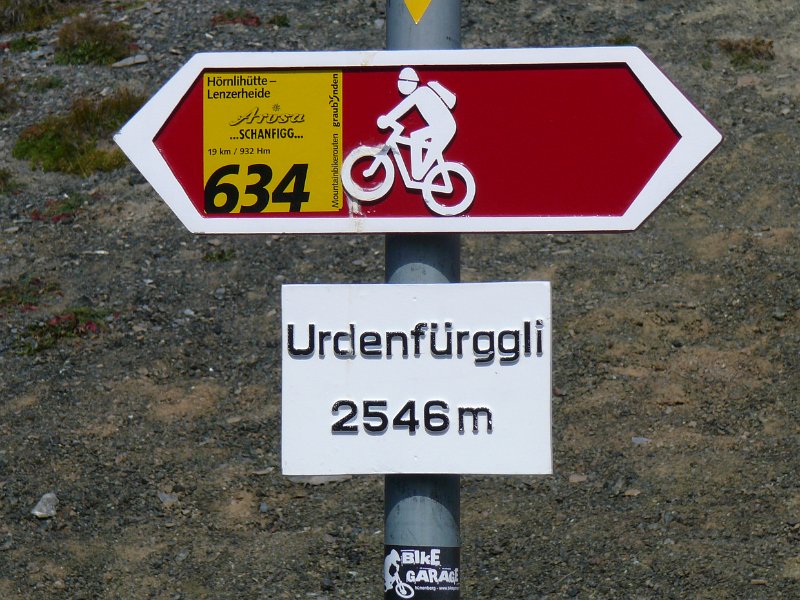 Hörnlihütte –
Lenzerheide
Arosa
...SCHANFIGG...
19 km / 932 Hm
634
Mountainbikerouten graubünden
Urdenfürggli
2546 m
BIKE
GARAGE